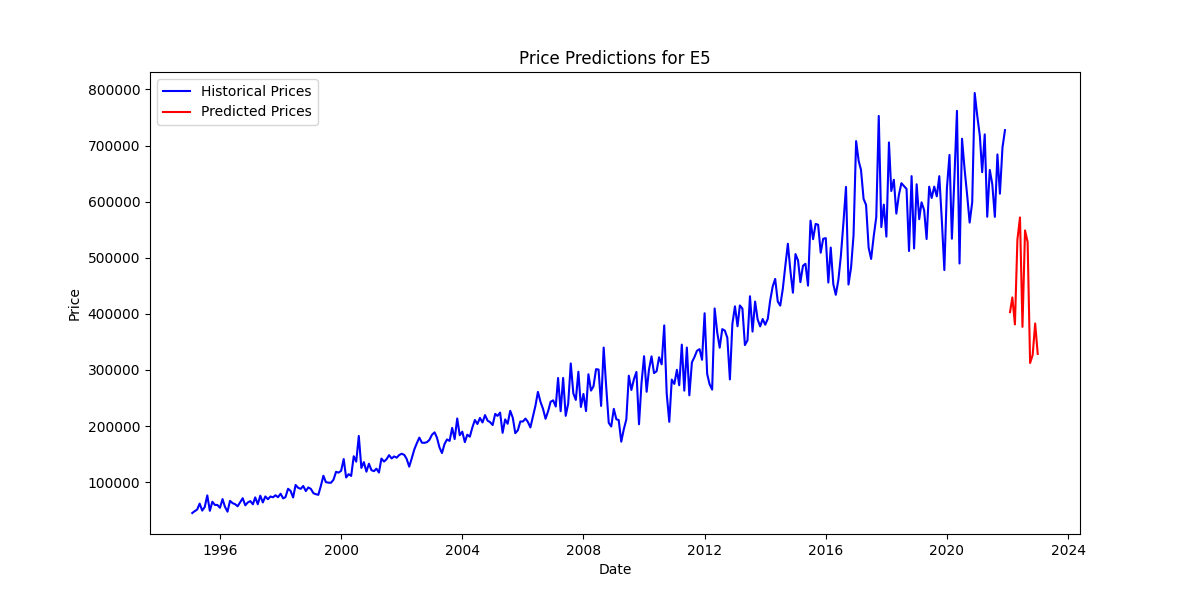 Price Predictions for E5
Historical Prices
Predicted Prices
800000
700000
600000
500000
400000
300000
200000
100000
Price
1996 2000 2004 2008 2012 2016 2020 2024
Date